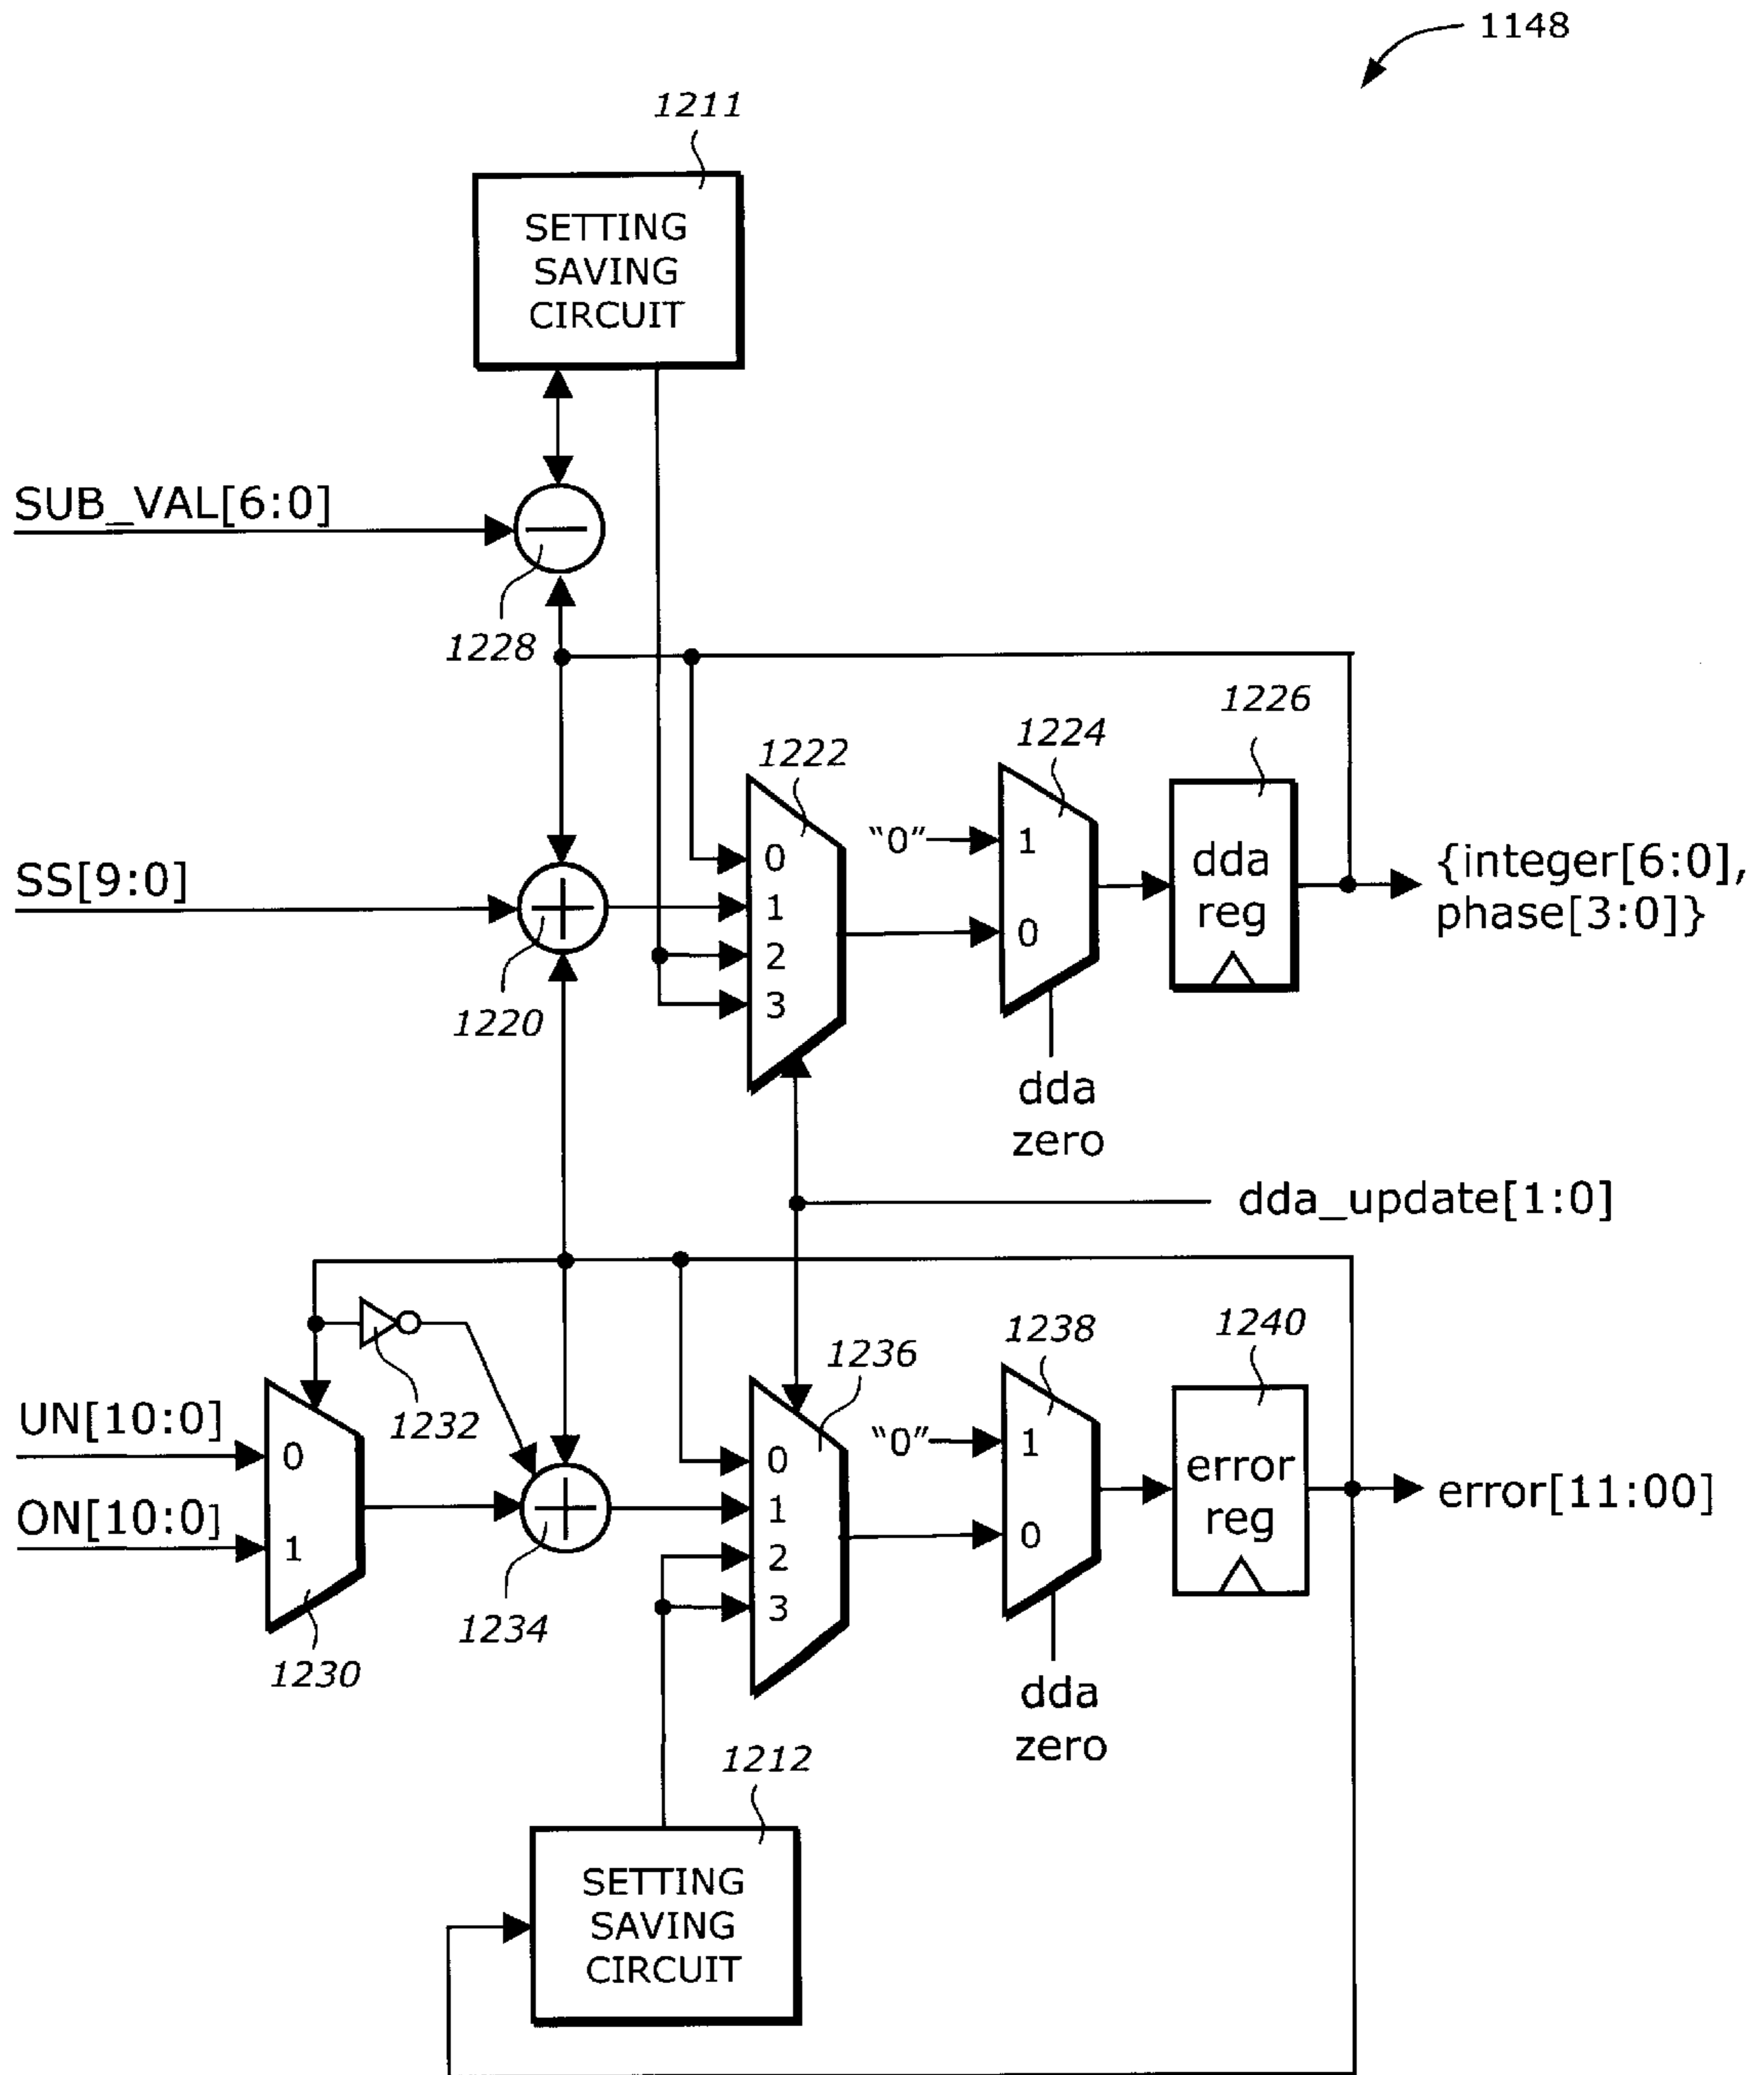 1148
1211
SETTING
SAVING
CIRCUIT
SUB_VAL[6:0]
1228
1226
1224
1222
"0"
1
0
dda
reg
{integer[6:0],
phase[3:0]}
SS[9:0]
0
1
2
3
1220
dda
zero
dda_update[1:0]
1240
1238
1236
1232
UN[10:0]
0
ON[10:0]
1
"0"
1
0
error
reg
error[11:00]
0
1
2
3
1234
1230
dda
zero
1212
SETTING
SAVING
CIRCUIT